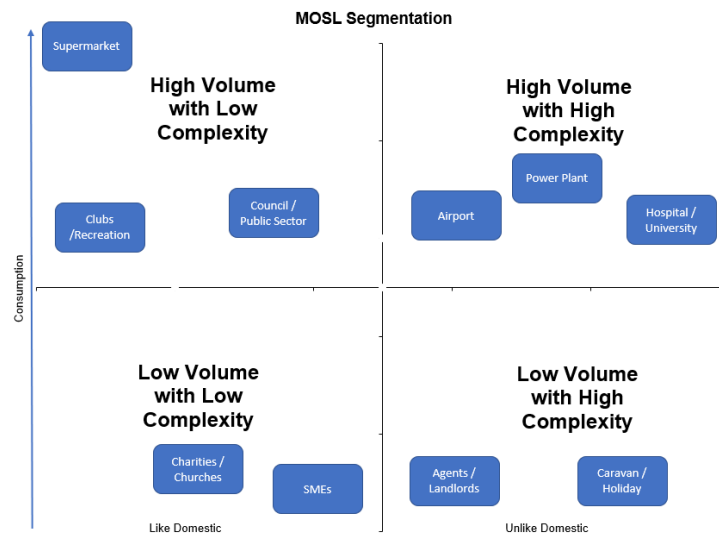 MOSL Segmentation
Supermarket
High Volume
with Low
Complexity
High Volume
with High
Complexity
Clubs
/Recreation
Council /
Public Sector
Airport
Power Plant
Hospital /
University
Consumption
Low Volume
with Low
Complexity
Low Volume
with High
Complexity
Charities /
Churches
SMEs
Agents /
Landlords
Caravan /
Holiday
Like Domestic
Unlike Domestic